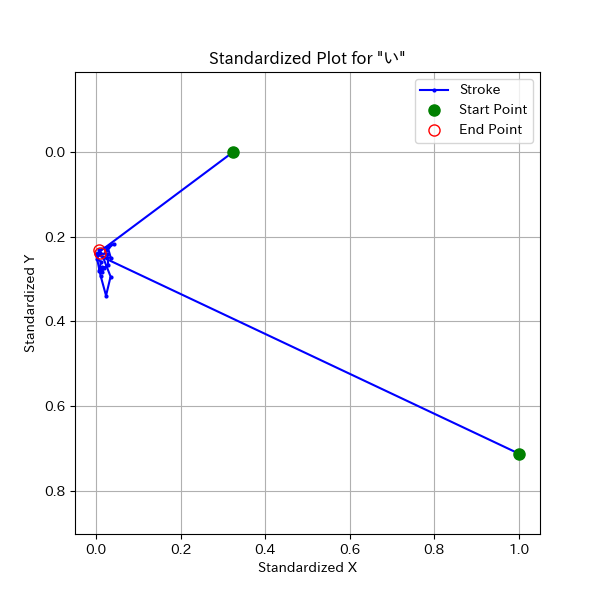 Standardized Plot for "い"
Stroke
Start Point
End Point
0.0
0.2
0.4
0.6
0.8
Standardized Y
0.0 0.2 0.4 0.6 0.8 1.0
Standardized X